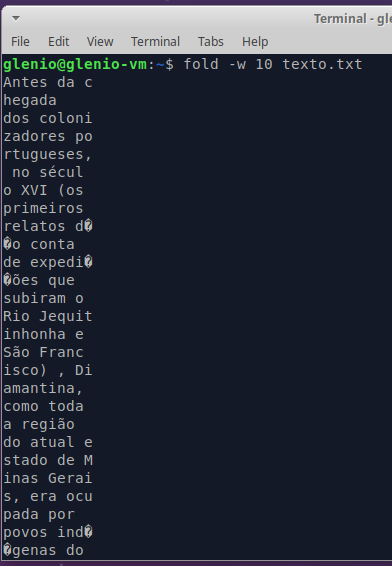 Terminal - gle
File Edit View Terminal Tabs Help
glenio@glenio-vm:~$ fold -w 10 texto.txt
Antes da c
hegada
dos coloni
zadores po
rtugueses,
 no sécul
o XVI (os
primeiros
relatos d�
�o conta
de expedi�
�ões que
subiram o
Rio Jequit
inhonha e
São Franc
isco) , Di
amantina,
como toda
a região
do atual e
stado de M
inas Gerai
s, era ocu
pada por
povos ind�
�genas do